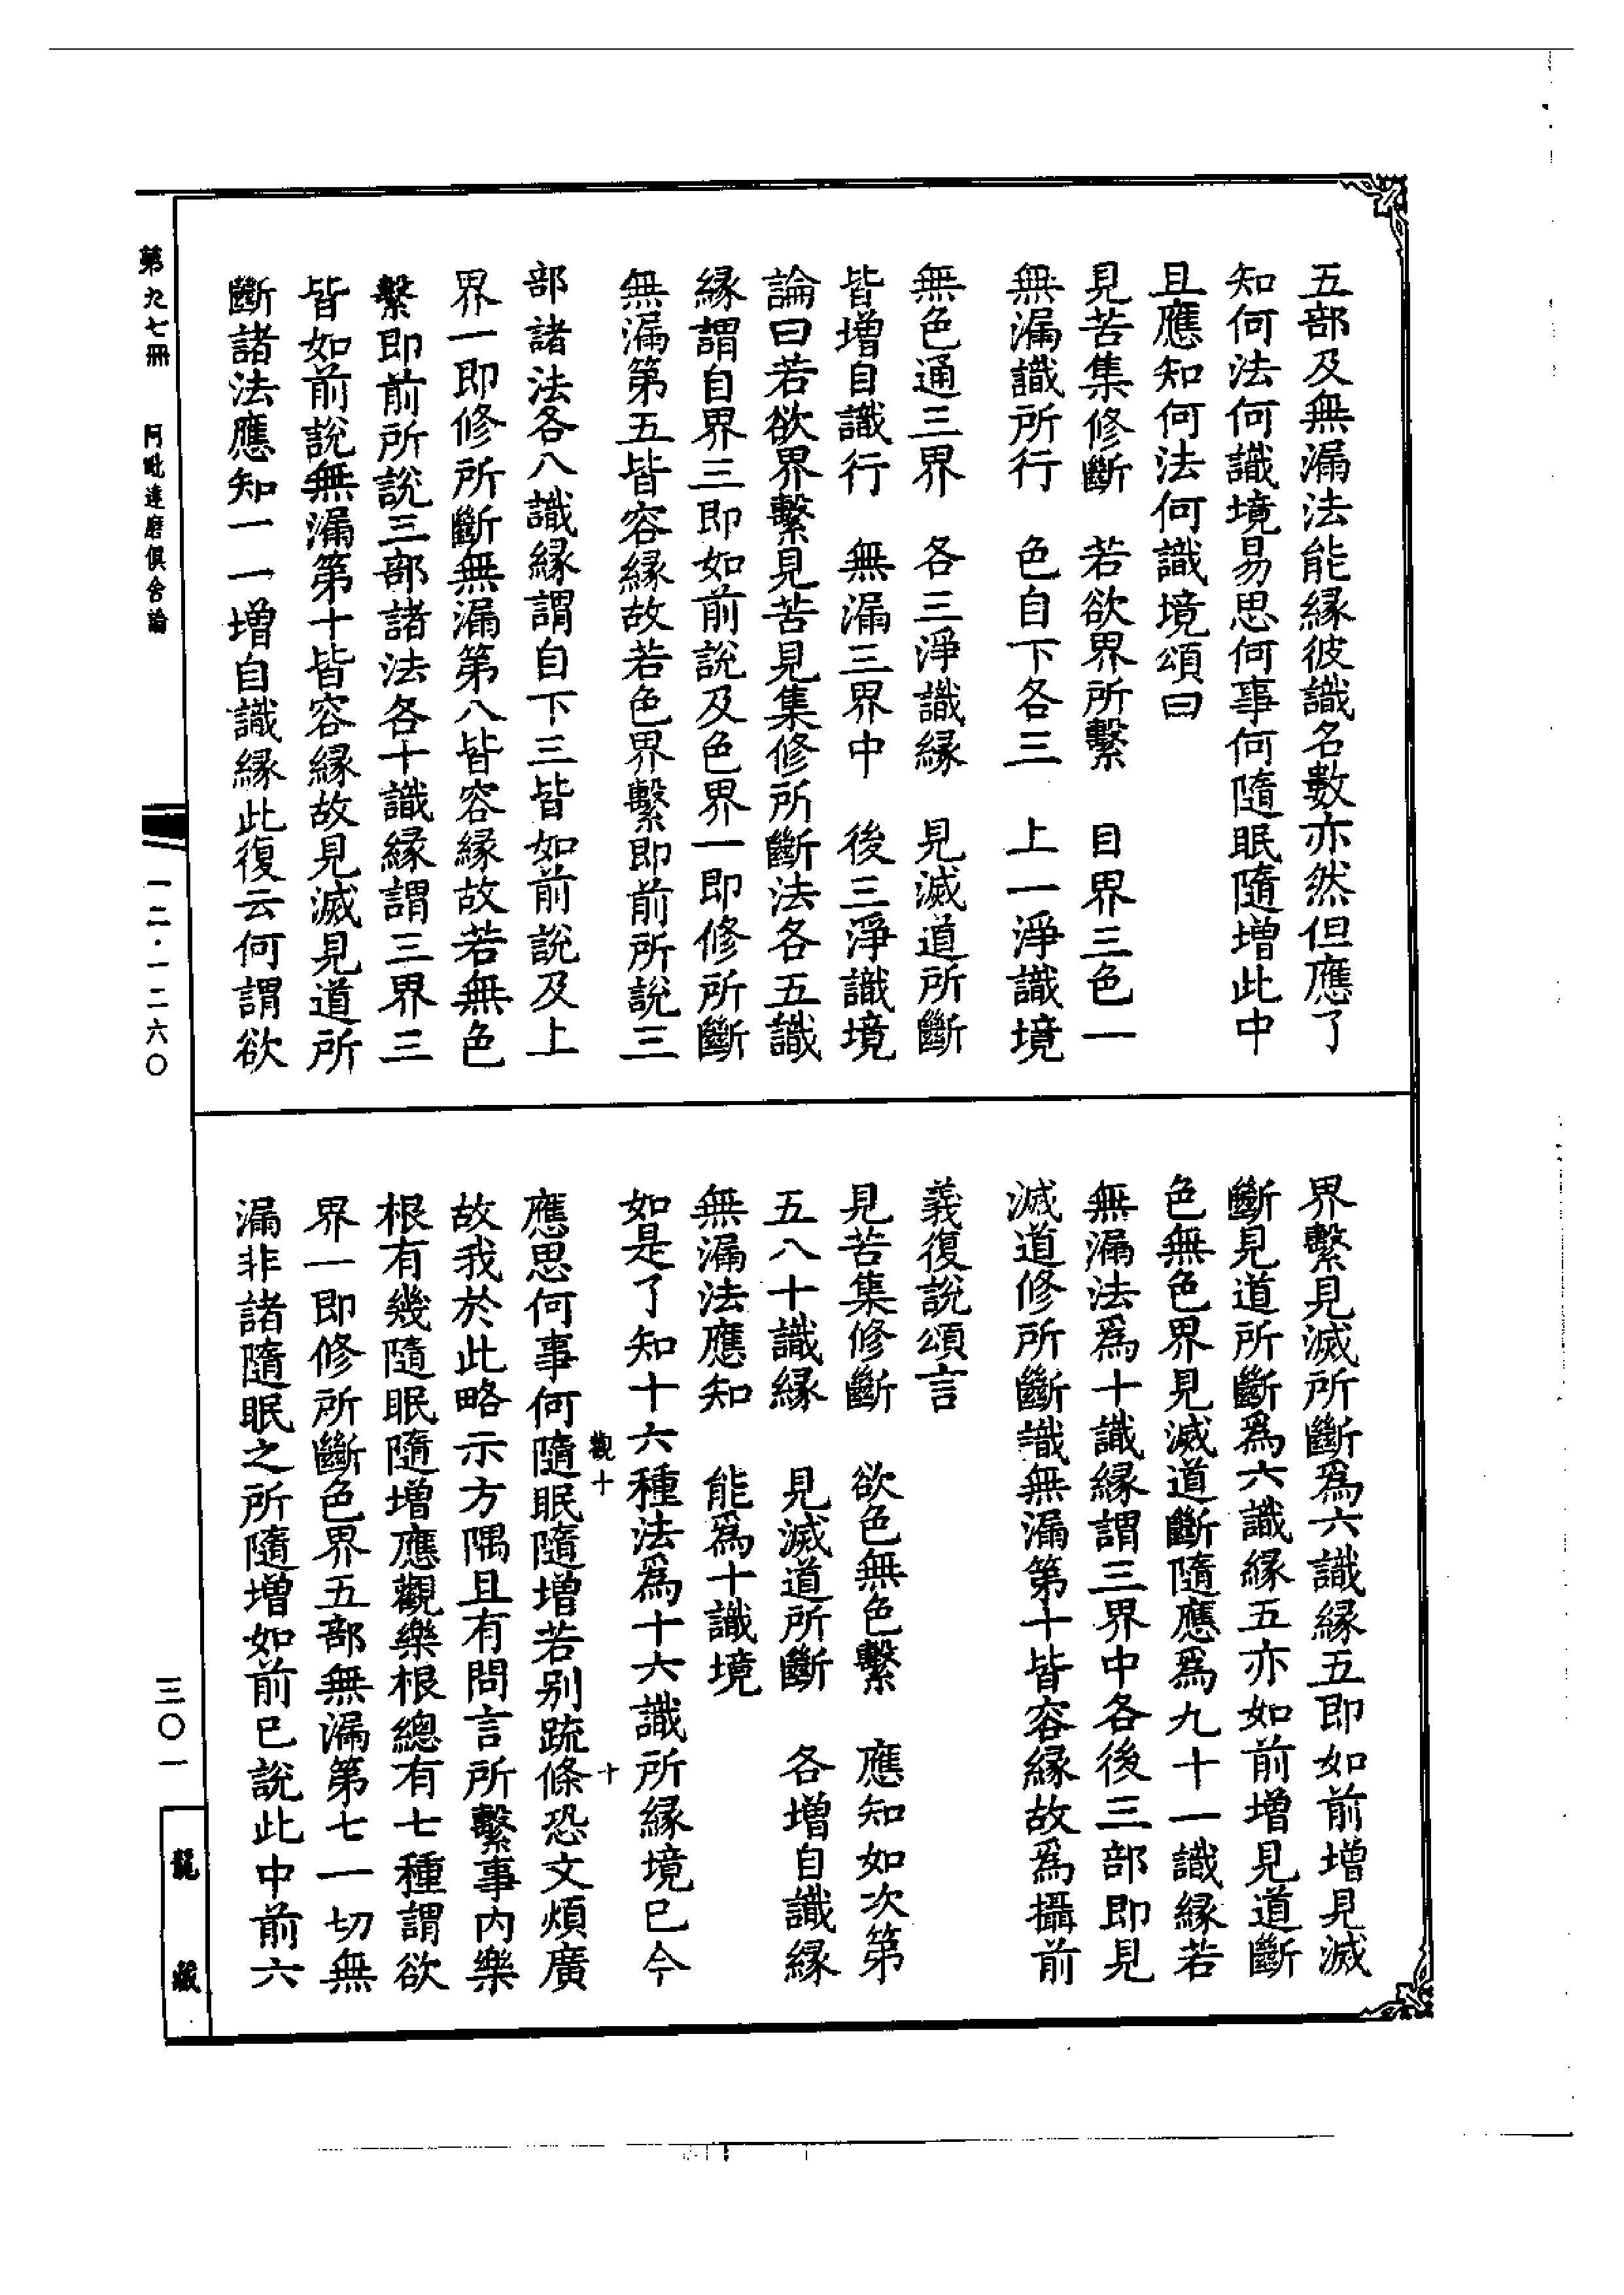 五部及無漏法能縁彼識名數亦然但應了
知何法何識境易思何事何隨眠隨增此中
且應知何法何識境頌曰
見苦集修斷　若欲界所繫　自界三色一
無漏識所行　色自下各三　上一淨識境
無色通三界　各三淨識縁　見滅道所斷
皆增自識行　無漏三界中　後三淨識境
論曰若欲界繫見苦見集修所斷法各五識
縁謂自界三即如前說及色界一即修所斷
無漏第五皆容縁故若色界繫即前所說三
部諸法各八識縁謂自下三皆如前說及上
界一即修所斷無漏第八皆容縁故若無色
繫即前所說三部諸法各十識縁謂三界三
皆如前說無漏第十皆容縁故見滅見道所
斷諸法應知一一增自識縁此復云何謂欲
界繫見滅所斷爲六識縁五即如前增見滅
斷見道所斷爲六識縁五亦如前增見道斷
色無色界見滅道斷隨應爲九十一識縁若
無漏法爲十識縁謂三界中各後三部即見
滅道修所斷識無漏第十皆容縁故爲攝前
義復說頌言
見苦集修斷　欲色無色繫　應知如次第
五八十識縁　見滅道所斷　各增自識縁
無漏法應知　能爲十識境
如是了知十六種法爲十六識所縁境已今
觀十　十
應思何事何隨眠隨增若別疏條恐文煩廣
故我於此略示方隅且有問言所繫事內樂
根有幾隨眠隨增應觀樂根總有七種謂欲
界一即修所斷色界五部無漏第七一切無
漏非諸隨眠之所隨增如前已說此中前六
第九七冊　阿毗達磨俱舍論　一二·一二六〇　三〇一　龍藏